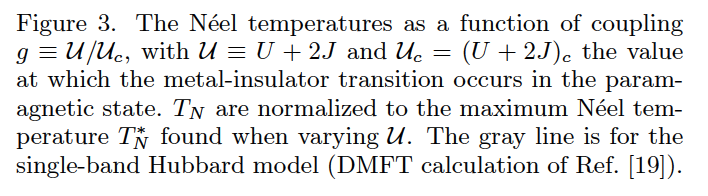 Figure 3. The Néel temperatures as a function of coupling
g ≡ 𝒰/𝒰c, with 𝒰 ≡ U + 2J and 𝒰c = (U + 2J)c the value
at which the metal-insulator transition occurs in the param-
agnetic state. TN are normalized to the maximum Néel tem-
perature T*N found when varying 𝒰. The gray line is for the
single-band Hubbard model (DMFT calculation of Ref. [19]).